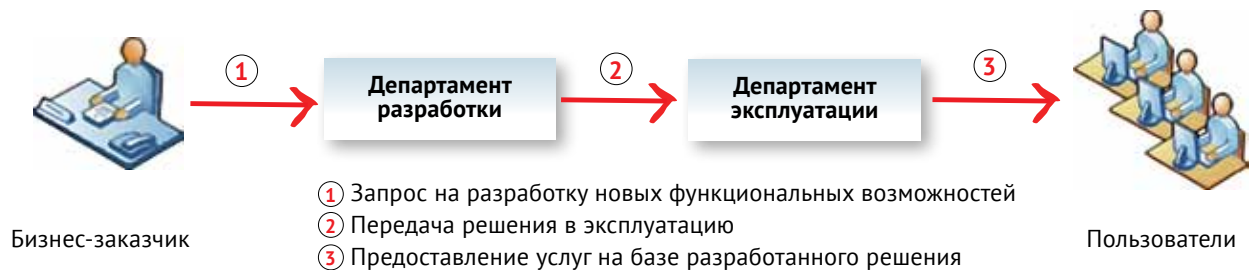 1
Департамент
разработки
2
Департамент
эксплуатации
3
1 Запрос на разработку новых функциональных возможностей
2 Передача решения в эксплуатацию
3 Предоставление услуг на базе разработанного решения
Бизнес-заказчик
Пользователи